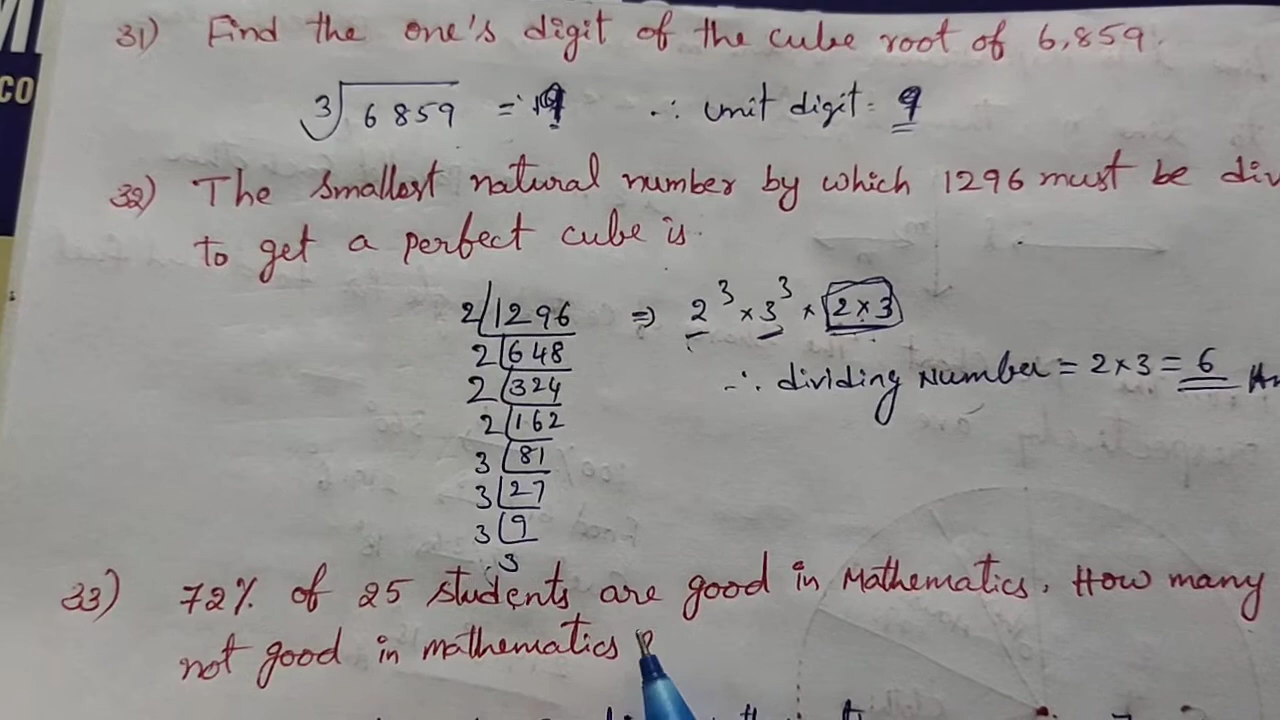 CO
31) Find the one's digit of the cube root of 6,859.
3√6859 = 19 ∴ unit digit = 9
32) The smallest natural number by which 1296 must be div
to get a perfect cube is.
2 1296 ⇒ 2³ × 3³ × 2×3
2 648
2 324
∴ dividing Number = 2×3 = 6
2 162
3 81
3 27
3 9
3
33) 72% of 25 students are good in Mathematics. How many
not good in mathematics